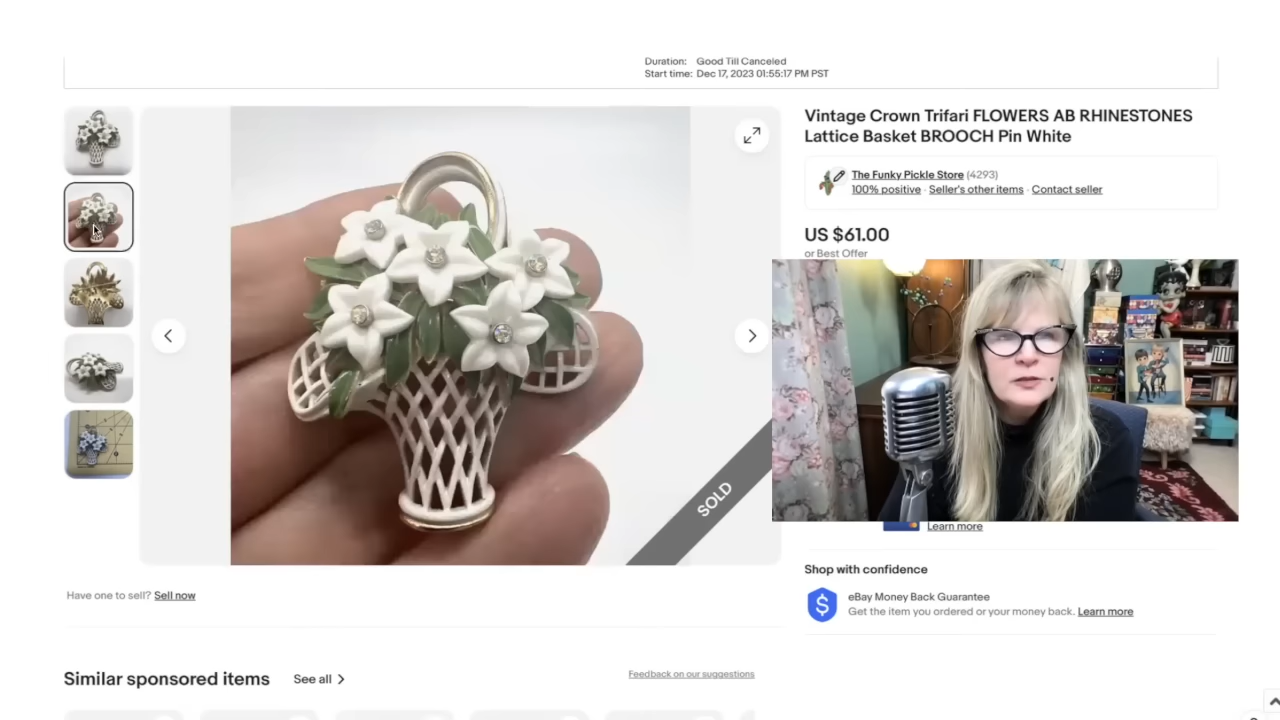 Duration: Good Till Canceled
Start time: Dec 17, 2023 01:55:17 PM PST
Vintage Crown Trifari FLOWERS AB RHINESTONES
Lattice Basket BROOCH Pin White
The Funky Pickle Store (4293)
100% positive · Seller's other items · Contact seller
US $61.00
or Best Offer
SOLD
Learn more
Shop with confidence
eBay Money Back Guarantee
Get the item you ordered or your money back. Learn more
Have one to sell? Sell now
Similar sponsored items See all
Feedback on our suggestions